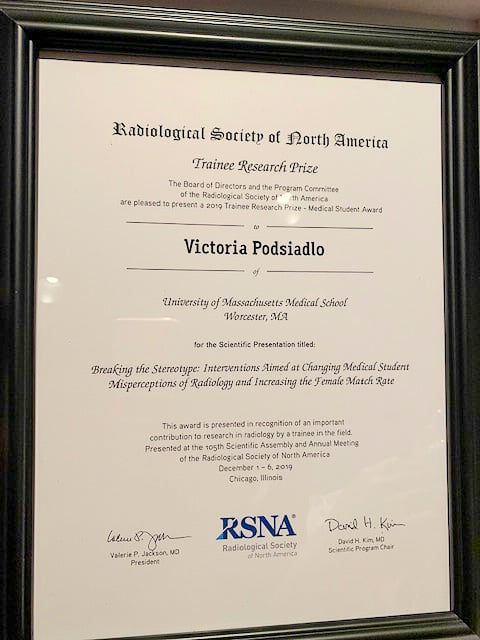 Radiological Society of North America
Trainee Research Prize
The Board of Directors and the Program Committee
of the Radiological Society of North America
are pleased to present a 2019 Trainee Research Prize - Medical Student Award
to
Victoria Podsiadlo
of
University of Massachusetts Medical School
Worcester, MA
for the Scientific Presentation titled:
Breaking the Stereotype: Interventions Aimed at Changing Medical Student
Misperceptions of Radiology and Increasing the Female Match Rate
This award is presented in recognition of an important
contribution to research in radiology by a trainee in the field.
Presented at the 105th Scientific Assembly and Annual Meeting
of the Radiological Society of North America
December 1 – 6, 2019
Chicago, Illinois
Valerie P. Jackson, MD
President
RSNA®
Radiological Society
of North America
David H. Kim
David H. Kim, MD
Scientific Program Chair